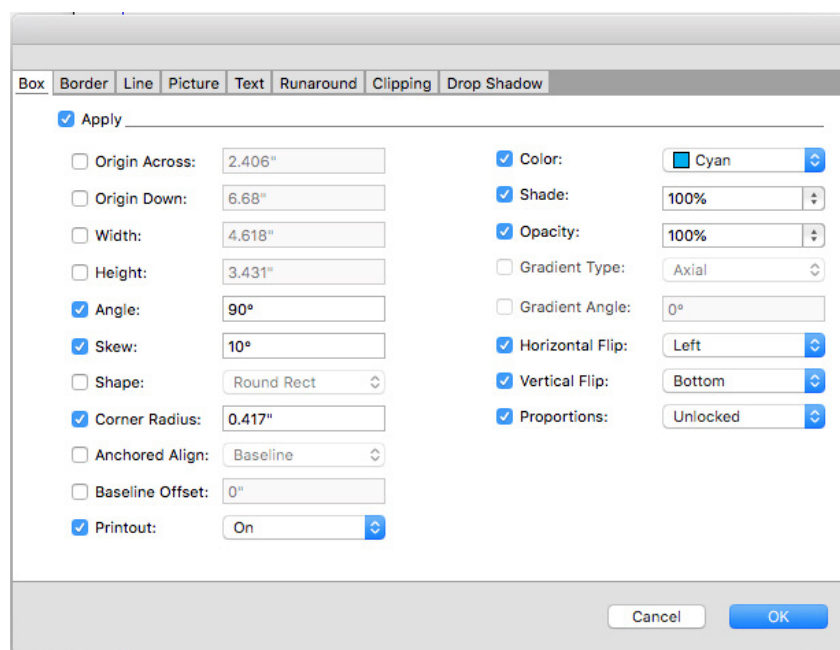 Box Border Line Picture Text Runaround Clipping Drop Shadow
Apply
Origin Across: 2.406"
Origin Down: 6.68"
Width: 4.618"
Height: 3.431"
Angle: 90°
Skew: 10°
Shape: Round Rect
Corner Radius: 0.417"
Anchored Align: Baseline
Baseline Offset: 0"
Printout: On
Color: Cyan
Shade: 100%
Opacity: 100%
Gradient Type: Axial
Gradient Angle: 0°
Horizontal Flip: Left
Vertical Flip: Bottom
Proportions: Unlocked
Cancel OK